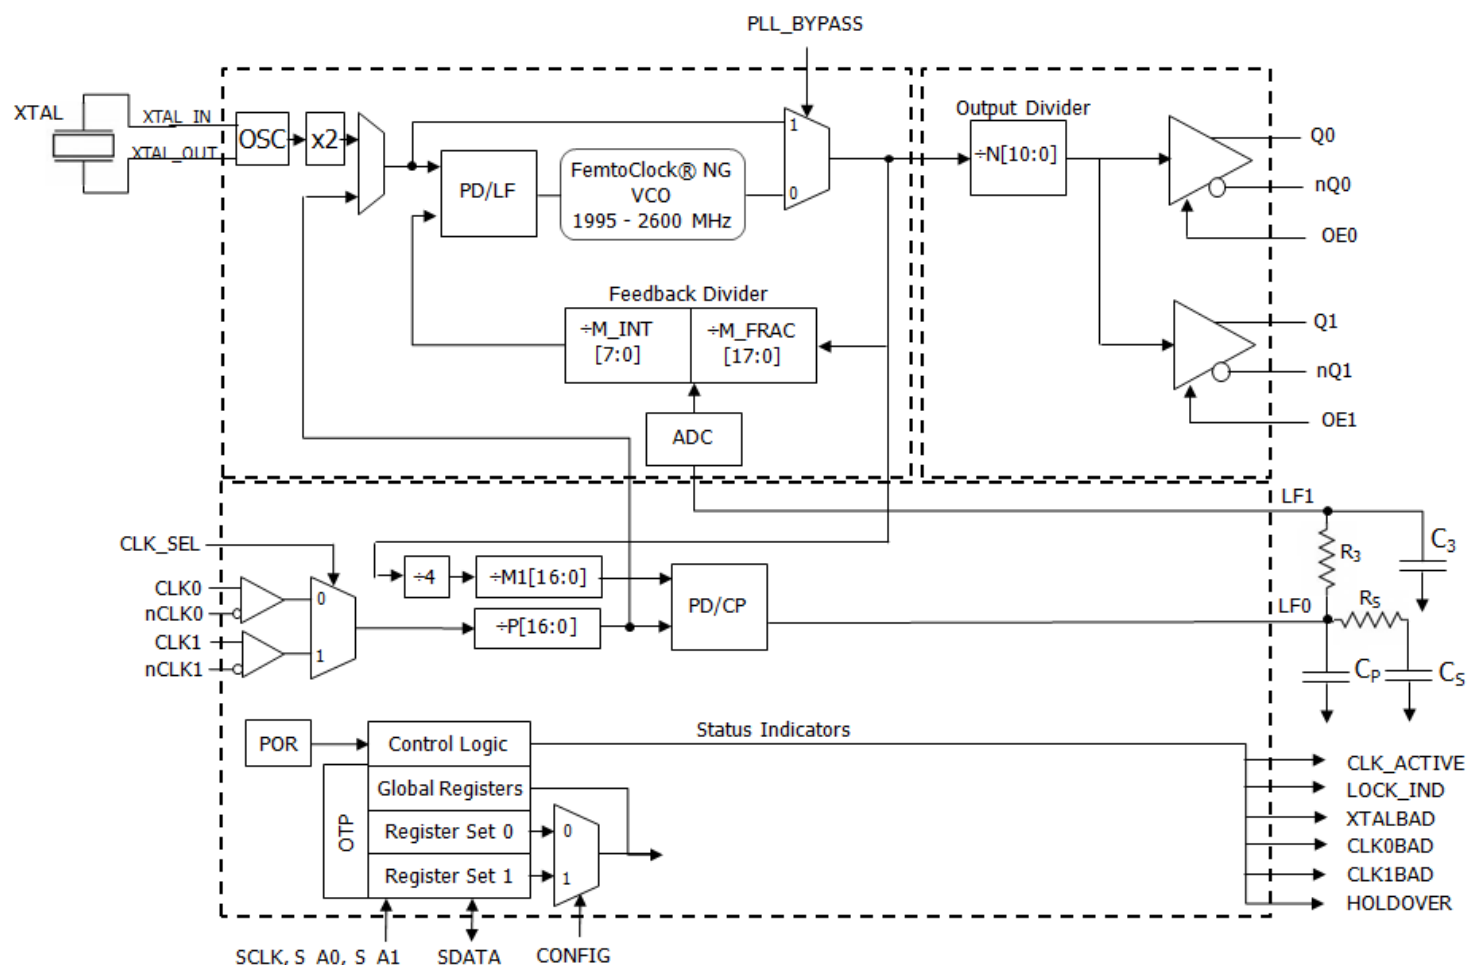 PLL_BYPASS
XTAL
XTAL_IN
XTAL_OUT
OSC
x2
PD/LF
FemtoClock® NG
VCO
1995 - 2600 MHz
1
0
Output Divider
÷N[10:0]
Q0
nQ0
OE0
Q1
nQ1
OE1
Feedback Divider
÷M_INT
[7:0]
÷M_FRAC
[17:0]
ADC
LF1
R3
C3
LF0
RS
CP
CS
CLK_SEL
CLK0
nCLK0
CLK1
nCLK1
0
1
÷4
÷M1[16:0]
÷P[16:0]
PD/CP
POR
Control Logic
Global Registers
Register Set 0
Register Set 1
OTP
0
1
Status Indicators
CLK_ACTIVE
LOCK_IND
XTALBAD
CLK0BAD
CLK1BAD
HOLDOVER
SCLK, S_A0, S_A1
SDATA
CONFIG